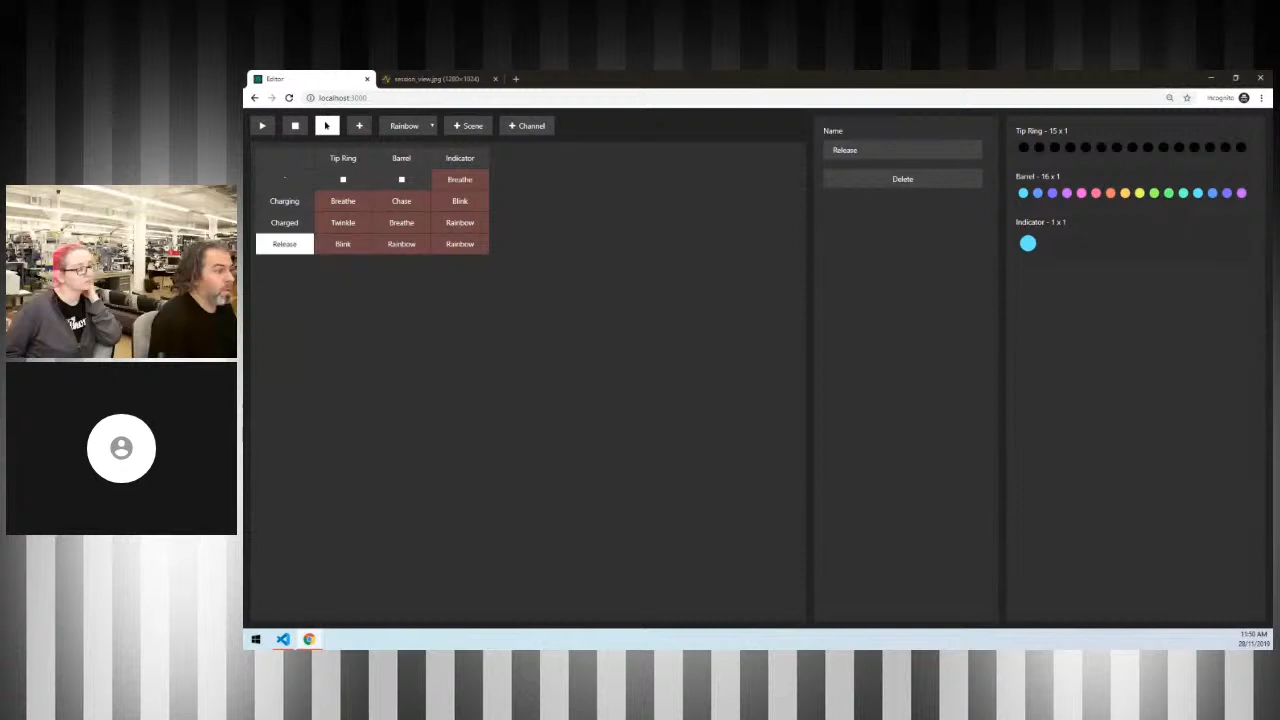 Editor
session_view.jpg (1280×1024)
localhost:3000
Incognito
Rainbow
+ Scene
+ Channel
Tip Ring Barrel Indicator
Breathe
Charging Breathe Chase Blink
Charged Twinkle Breathe Rainbow
Release Blink Rainbow Rainbow
Name
Release
Delete
Tip Ring - 15 x 1
Barrel - 16 x 1
Indicator - 1 x 1
11:50 AM
28/11/2019